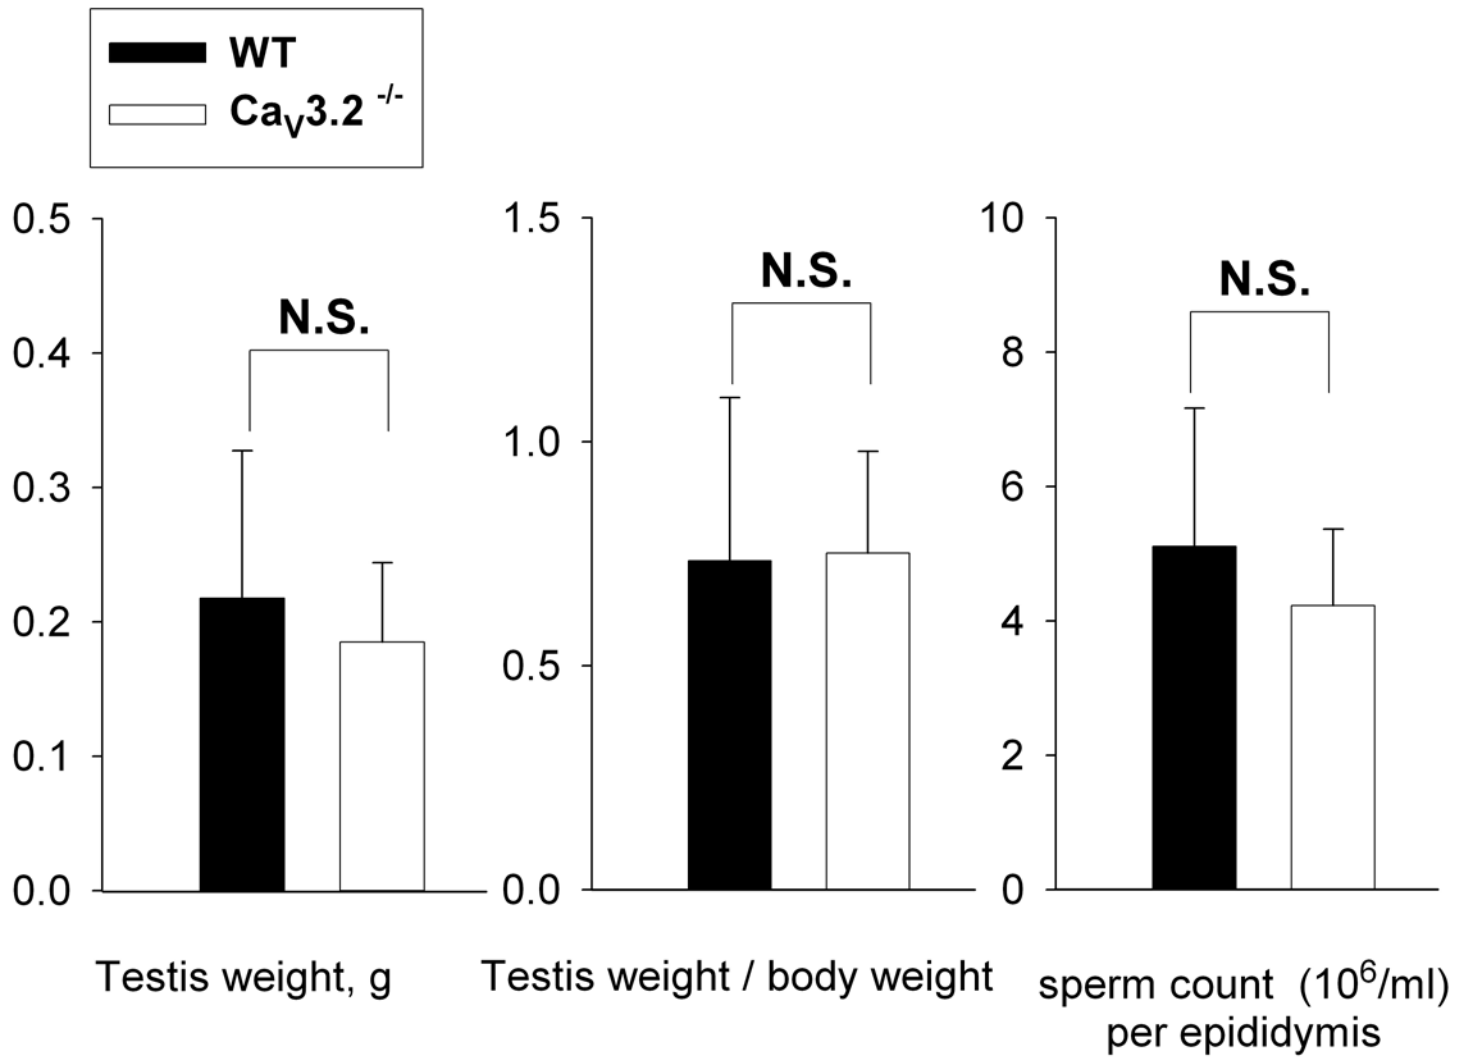 WT
CaV3.2 -/-
0.5
0.4
0.3
0.2
0.1
0.0
N.S.
Testis weight, g
1.5
1.0
0.5
0.0
N.S.
Testis weight / body weight
10
8
6
4
2
0
N.S.
sperm count (10⁶/ml)
per epididymis